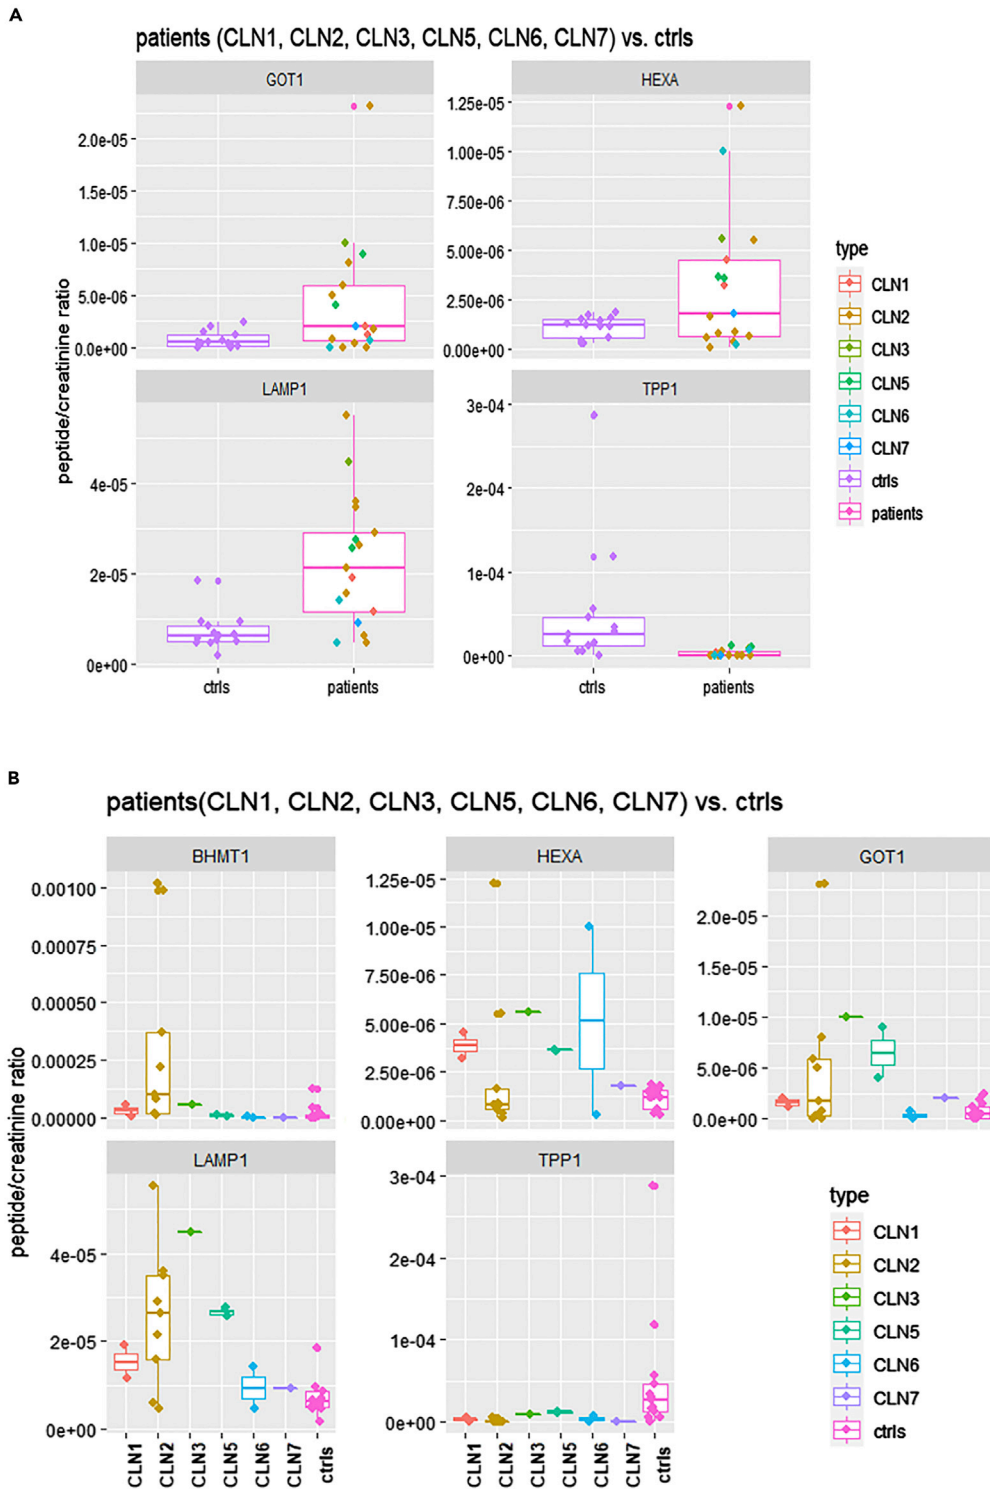 A
patients (CLN1, CLN2, CLN3, CLN5, CLN6, CLN7) vs. ctrls
GOT1
HEXA
2.0e-05
1.5e-05
1.0e-05
5.0e-06
0.0e+00
1.25e-05
1.00e-05
7.50e-06
5.00e-06
2.50e-06
0.00e+00
peptide/creatinine ratio
LAMP1
TPP1
4e-05
2e-05
0e+00
3e-04
2e-04
1e-04
0e+00
ctrls
patients
ctrls
patients
type
CLN1
CLN2
CLN3
CLN5
CLN6
CLN7
ctrls
patients
B
patients(CLN1, CLN2, CLN3, CLN5, CLN6, CLN7) vs. ctrls
BHMT1
HEXA
GOT1
0.00100
0.00075
0.00050
0.00025
0.00000
1.25e-05
1.00e-05
7.50e-06
5.00e-06
2.50e-06
0.00e+00
2.0e-05
1.5e-05
1.0e-05
5.0e-06
0.0e+00
peptide/creatinine ratio
LAMP1
TPP1
4e-05
2e-05
0e+00
3e-04
2e-04
1e-04
0e+00
CLN1
CLN2
CLN3
CLN5
CLN6
CLN7
ctrls
CLN1
CLN2
CLN3
CLN5
CLN6
CLN7
ctrls
type
CLN1
CLN2
CLN3
CLN5
CLN6
CLN7
ctrls